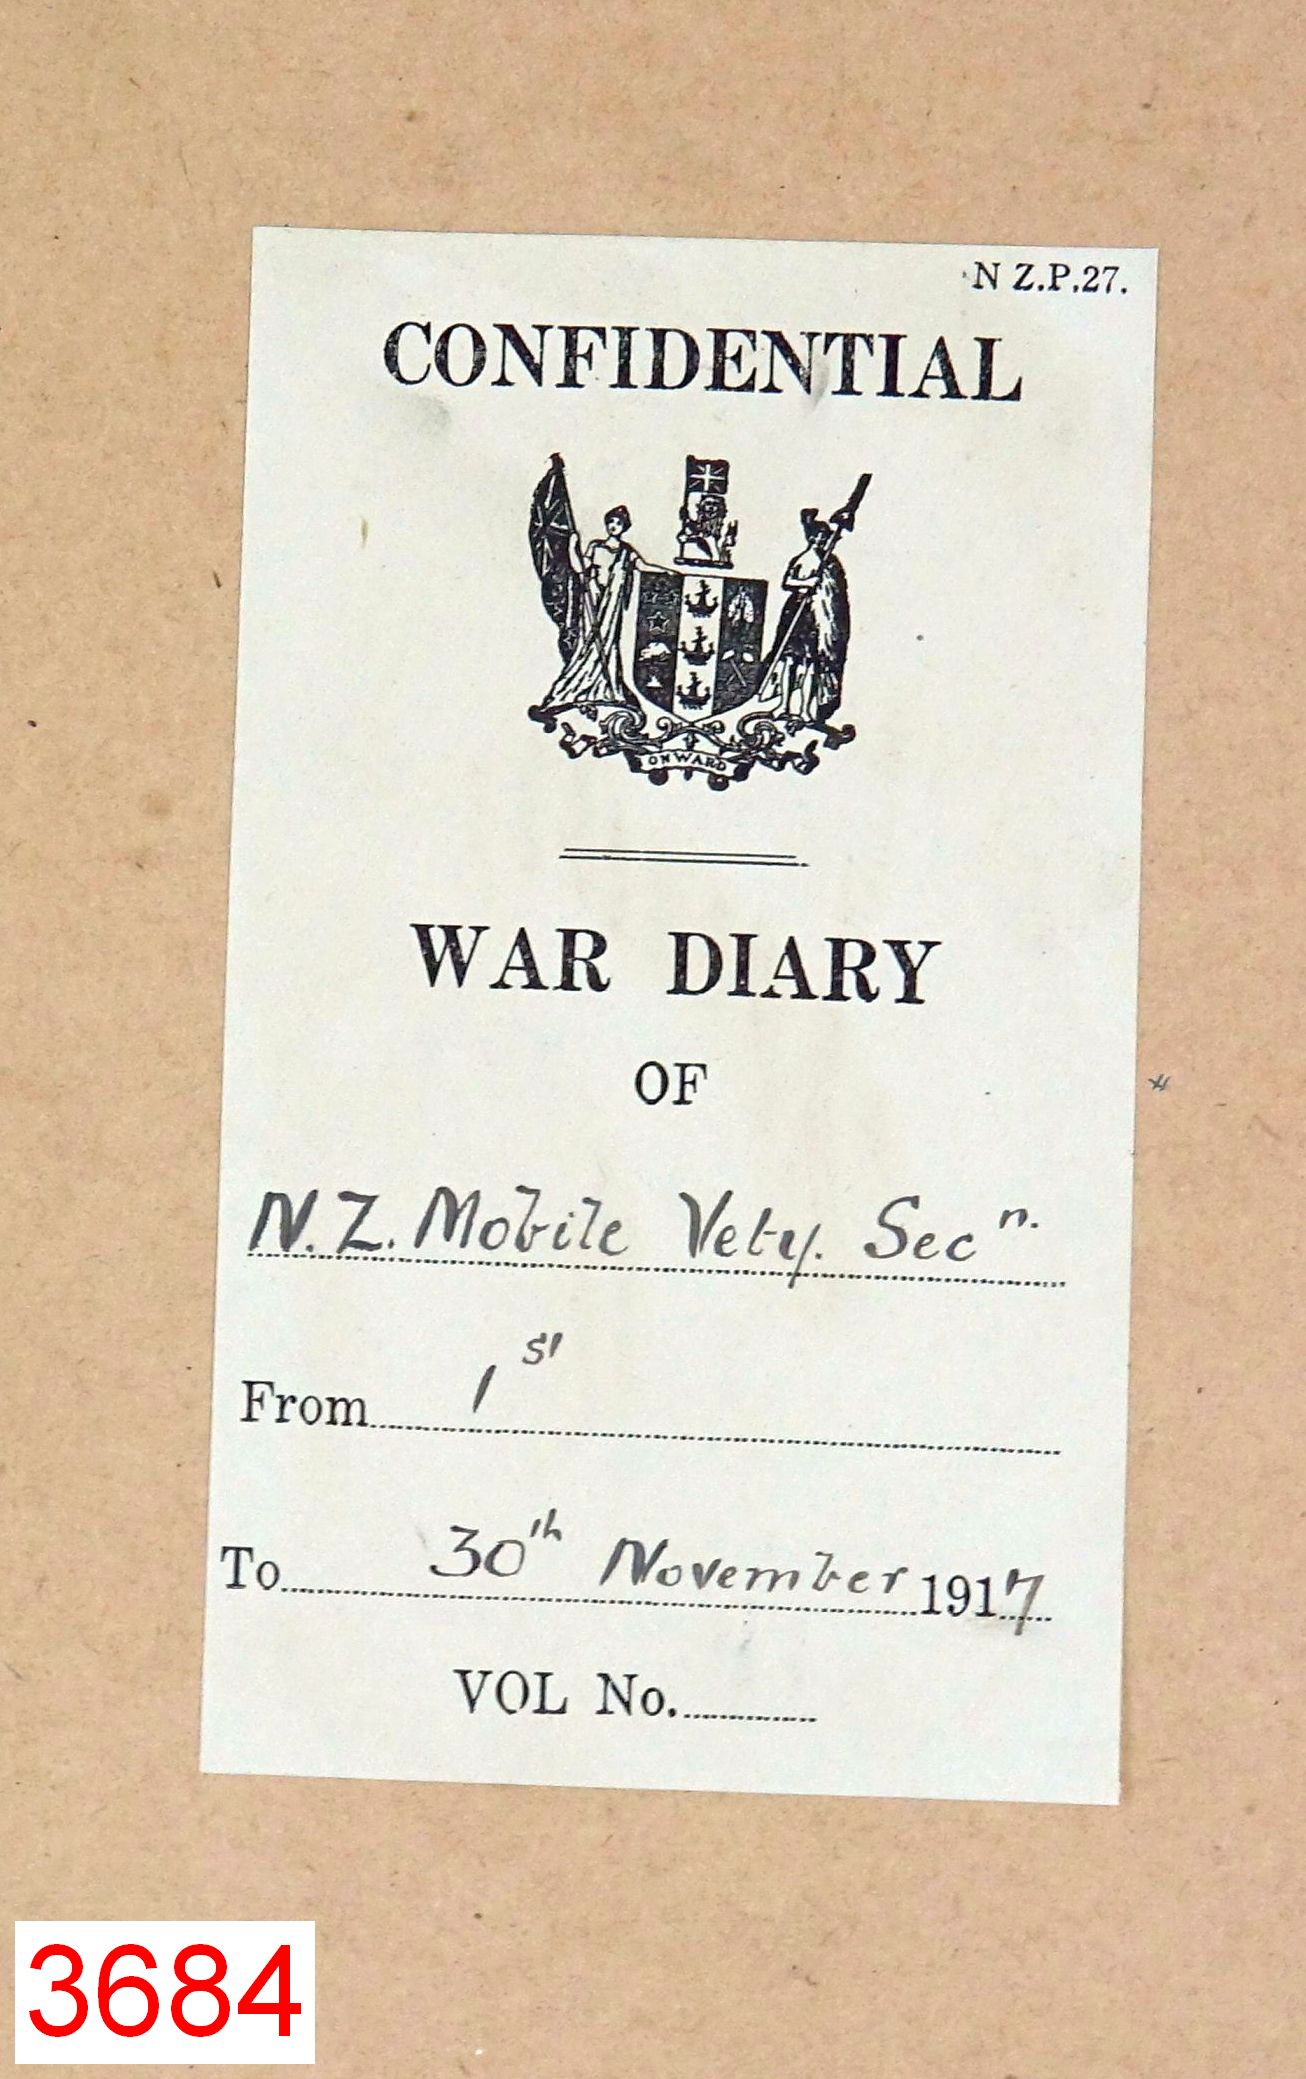 N Z.P.27.
CONFIDENTIAL
ONWARD
WAR DIARY
OF
N.Z. Mobile Vety. Secn.
From 1st
To 30th November 1917
VOL No.
3684